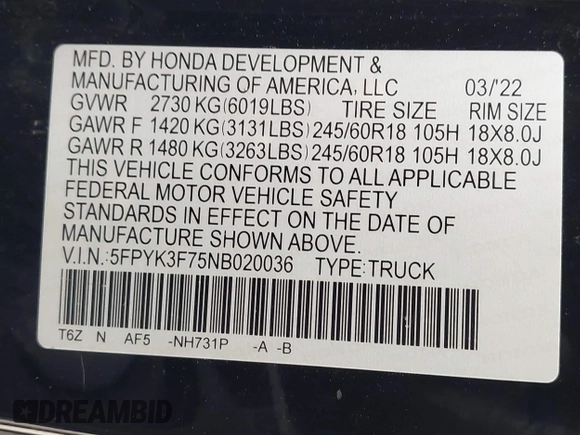 MFD. BY HONDA DEVELOPMENT &
MANUFACTURING OF AMERICA, LLC 03/'22
GVWR 2730 KG(6019LBS) TIRE SIZE RIM SIZE
GAWR F 1420 KG(3131LBS) 245/60R18 105H 18X8.0J
GAWR R 1480 KG(3263LBS) 245/60R18 105H 18X8.0J
THIS VEHICLE CONFORMS TO ALL APPLICABLE
FEDERAL MOTOR VEHICLE SAFETY
STANDARDS IN EFFECT ON THE DATE OF
MANUFACTURE SHOWN ABOVE.
V.I.N.:5FPYK3F75NB020036 TYPE:TRUCK
T6Z N AF5 -NH731P -A -B
DREAMBID